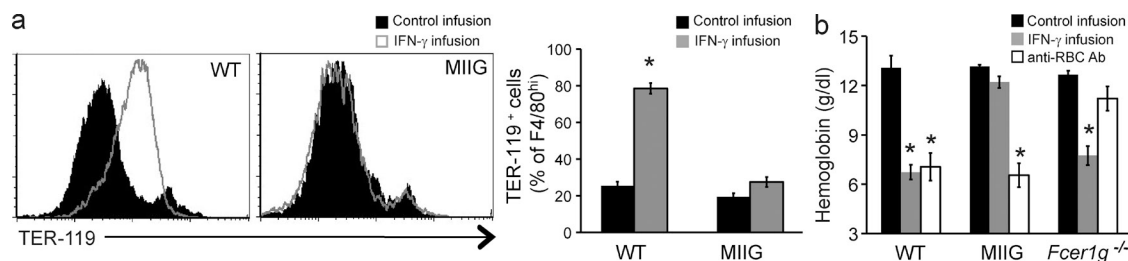 a
Control infusion
IFN-γ infusion
WT
MIIG
TER-119
Control infusion
IFN-γ infusion
TER-119⁺ cells
(% of F4/80ʰⁱ)
100
80
60
40
20
0
*
WT
MIIG
b
Control infusion
IFN-γ infusion
anti-RBC Ab
Hemoglobin (g/dl)
15
12
9
6
3
* * * *
WT
MIIG
Fcer1g -/-